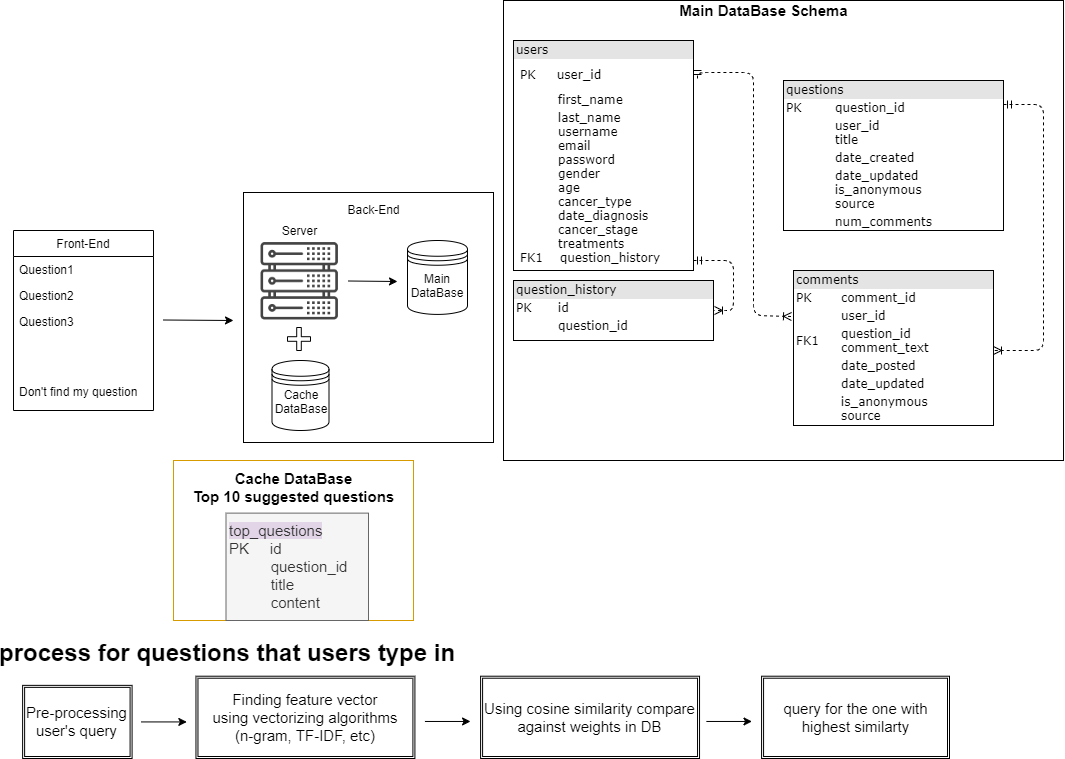 Main DataBase Schema
users
PK user_id
first_name
last_name
username
email
password
gender
age
cancer_type
date_diagnosis
cancer_stage
treatments
FK1 question_history
question_history
PK id
question_id
questions
PK question_id
user_id
title
date_created
date_updated
is_anonymous
source
num_comments
comments
PK comment_id
user_id
question_id
FK1
comment_text
date_posted
date_updated
is_anonymous
source
Front-End
Question1
Question2
Question3
Don't find my question
Back-End
Server
Main
DataBase
Cache
DataBase
Cache DataBase
Top 10 suggested questions
top_questions
PK id
question_id
title
content
process for questions that users type in
Pre-processing
user's query
Finding feature vector
using vectorizing algorithms
(n-gram, TF-IDF, etc)
Using cosine similarity compare
against weights in DB
query for the one with
highest similarty